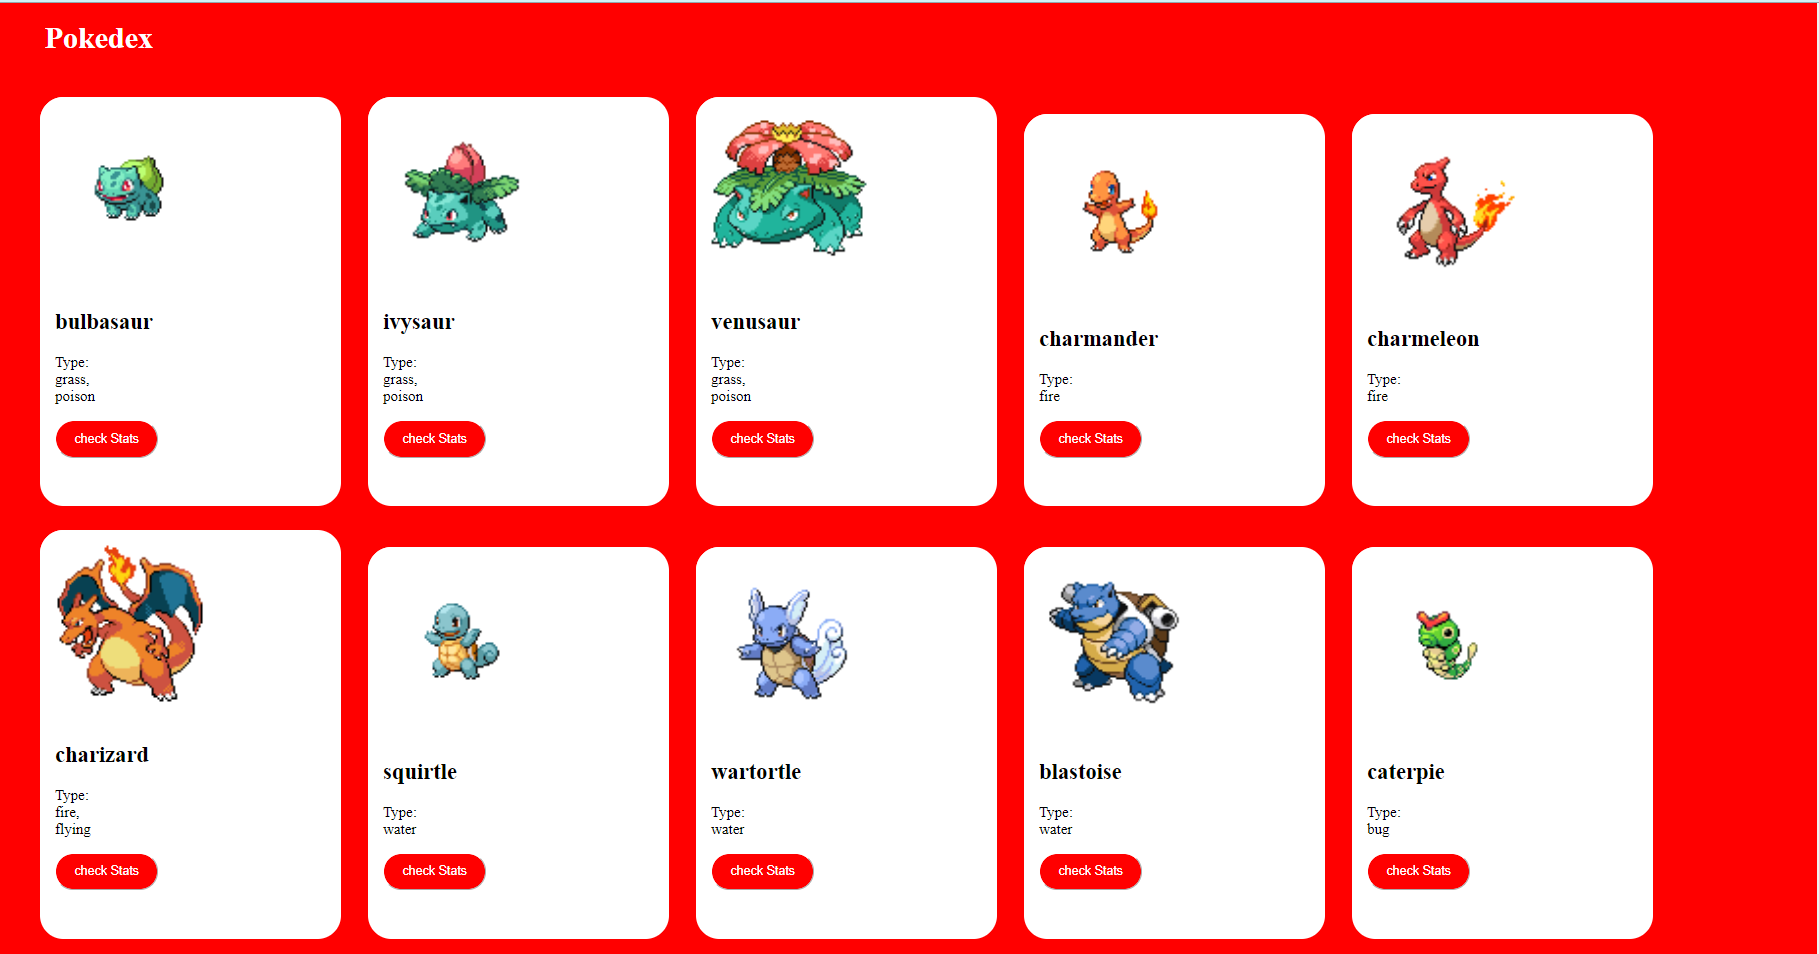 Pokedex
bulbasaur
Type:
grass,
poison
check Stats
ivysaur
Type:
grass,
poison
check Stats
venusaur
Type:
grass,
poison
check Stats
charmander
Type:
fire
check Stats
charmeleon
Type:
fire
check Stats
charizard
Type:
fire,
flying
check Stats
squirtle
Type:
water
check Stats
wartortle
Type:
water
check Stats
blastoise
Type:
water
check Stats
caterpie
Type:
bug
check Stats